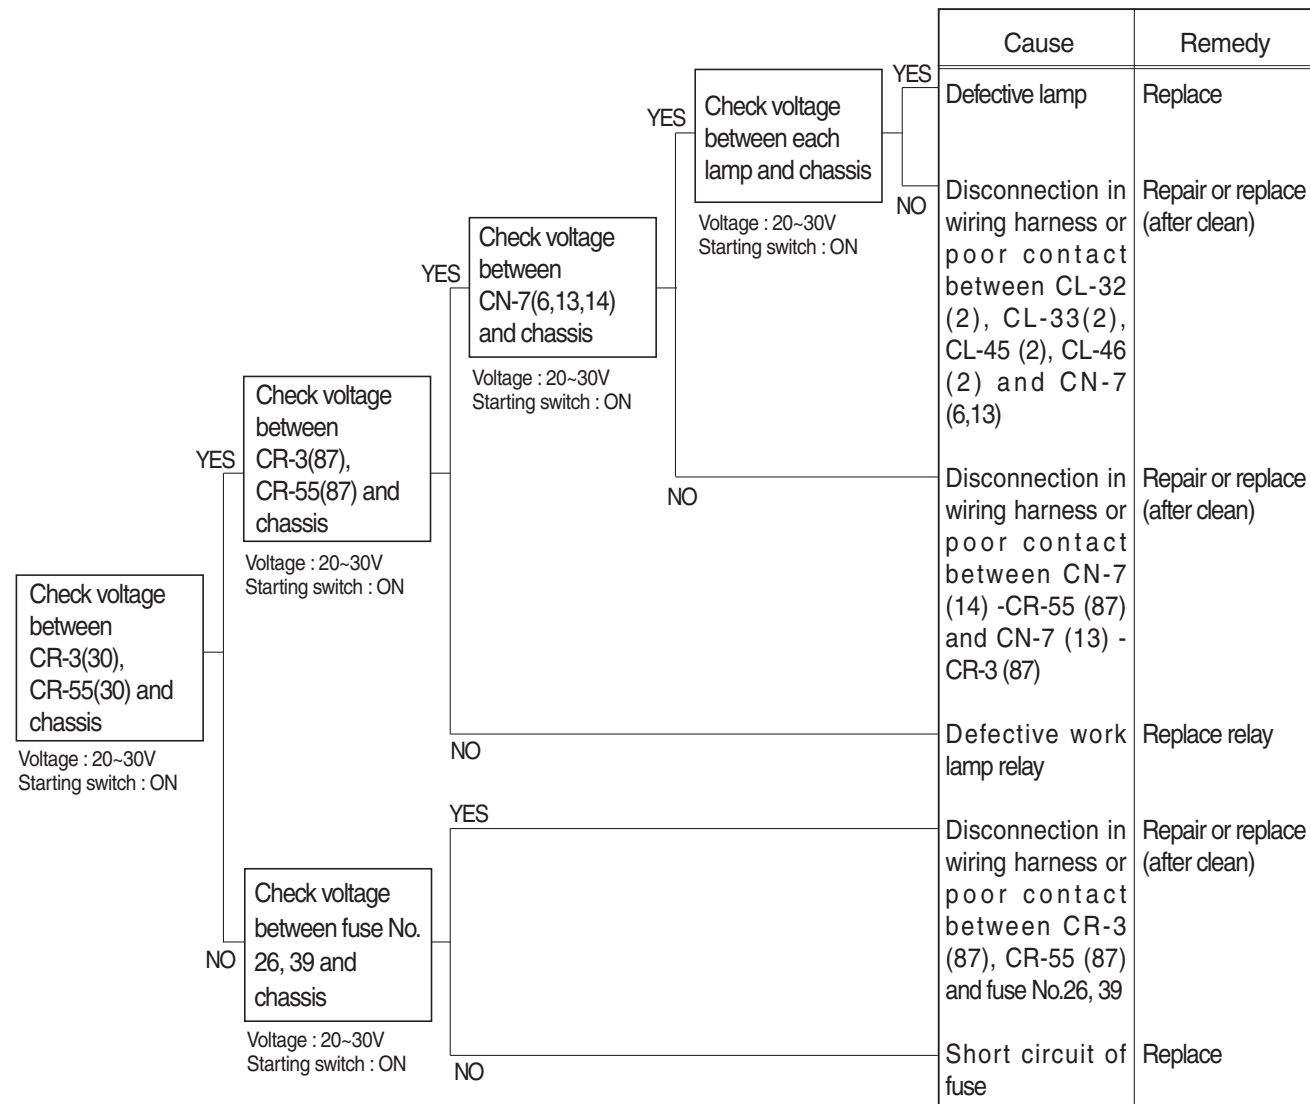 Cause
Remedy
YES
Defective lamp
Replace
Check voltage
between each
lamp and chassis
YES
NO
Voltage : 20~30V
Starting switch : ON
Disconnection in
wiring harness or
poor contact
between CL-32
(2), CL-33(2),
CL-45 (2), CL-46
(2) and CN-7
(6,13)
Repair or replace
(after clean)
Check voltage
between
CN-7(6,13,14)
and chassis
YES
Voltage : 20~30V
Starting switch : ON
NO
Disconnection in
wiring harness or
poor contact
between CN-7
(14) -CR-55 (87)
and CN-7 (13) -
CR-3 (87)
Repair or replace
(after clean)
Check voltage
between
CR-3(87),
CR-55(87) and
chassis
YES
Voltage : 20~30V
Starting switch : ON
Check voltage
between
CR-3(30),
CR-55(30) and
chassis
Voltage : 20~30V
Starting switch : ON
NO
Defective work
lamp relay
Replace relay
YES
Disconnection in
wiring harness or
poor contact
between CR-3
(87), CR-55 (87)
and fuse No.26, 39
Repair or replace
(after clean)
NO
Check voltage
between fuse No.
26, 39 and
chassis
Voltage : 20~30V
Starting switch : ON
NO
Short circuit of
fuse
Replace